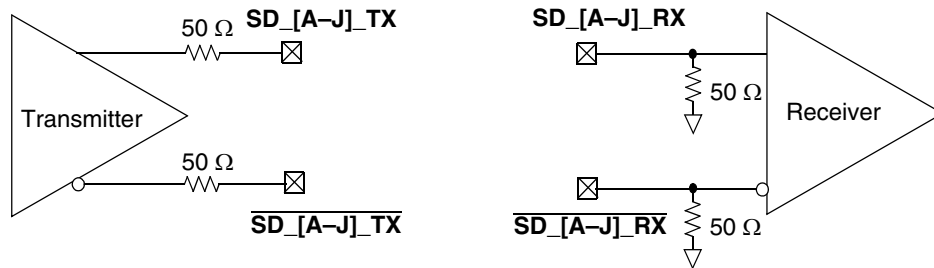 SD_[A–J]_TX
50 Ω
Transmitter
50 Ω
SD_[A–J]_TX
SD_[A–J]_RX
50 Ω
Receiver
SD_[A–J]_RX
50 Ω